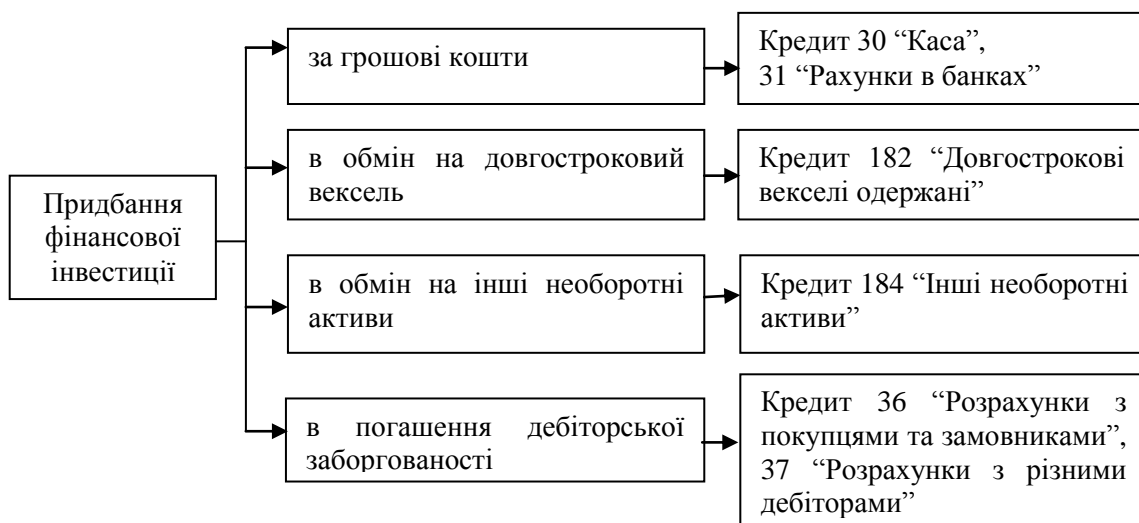 Придбання
фінансової
інвестиції
за грошові кошти
Кредит 30 “Каса”,
31 “Рахунки в банках”
в обмін на довгостроковий
вексель
Кредит 182 “Довгострокові
векселі одержані”
в обмін на інші необоротні
активи
Кредит 184 “Інші необоротні
активи”
в погашення дебіторської
заборгованості
Кредит 36 “Розрахунки з
покупцями та замовниками”,
37 “Розрахунки з різними
дебіторами”